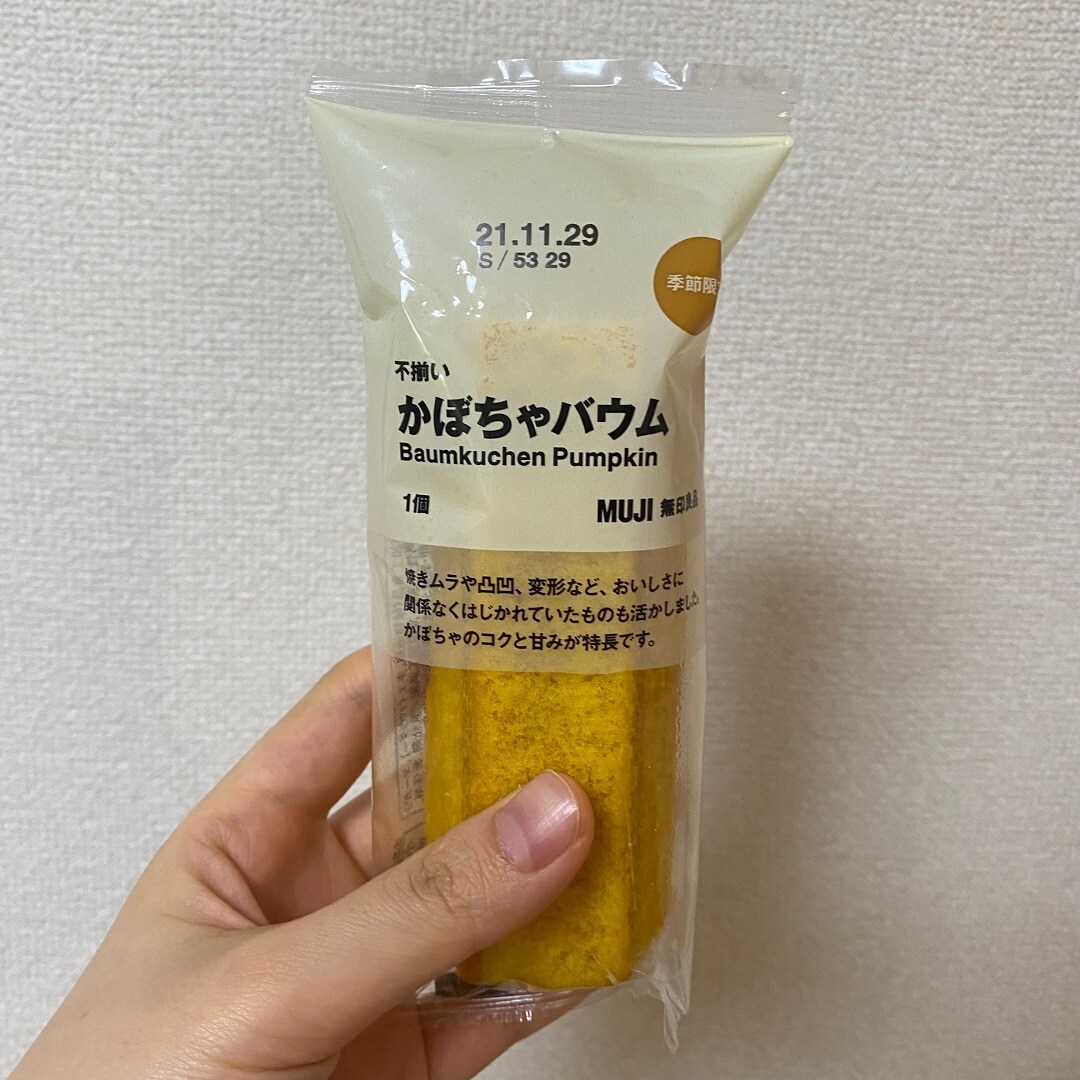 21.11.29
S/53 29
季節限
不揃い
かぼちゃバウム
Baumkuchen Pumpkin
1個
MUJI 無印良品
焼きムラや凸凹、変形など、おいしさに
関係なくはじかれていたものも活かしました。
かぼちゃのコクと甘みが特長です。